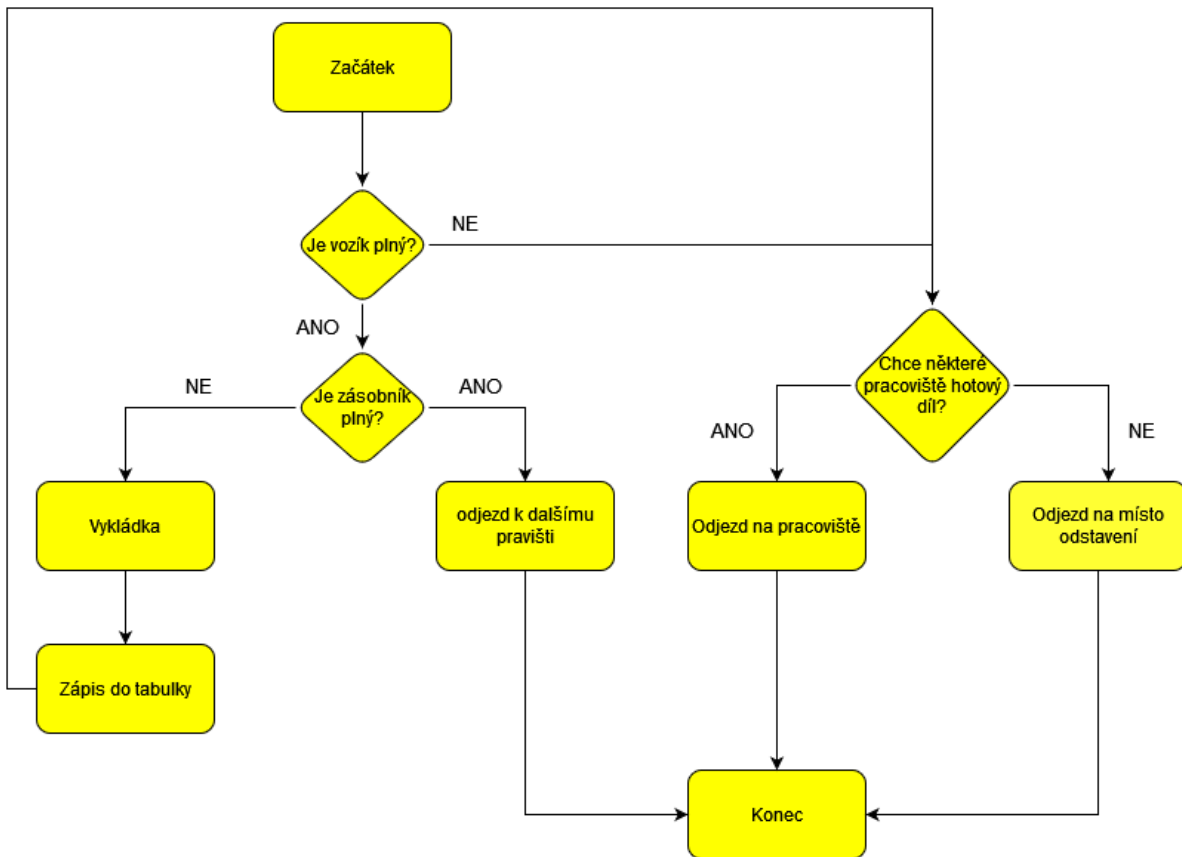 Začátek
Je vozík plný?
NE
ANO
Chce některé
pracoviště hotový
díl?
NE
Je zásobník
plný?
ANO
ANO
NE
Vykládka
odjezd k dalšímu
pravišti
Odjezd na pracoviště
Odjezd na místo
odstavení
Zápis do tabulky
Konec